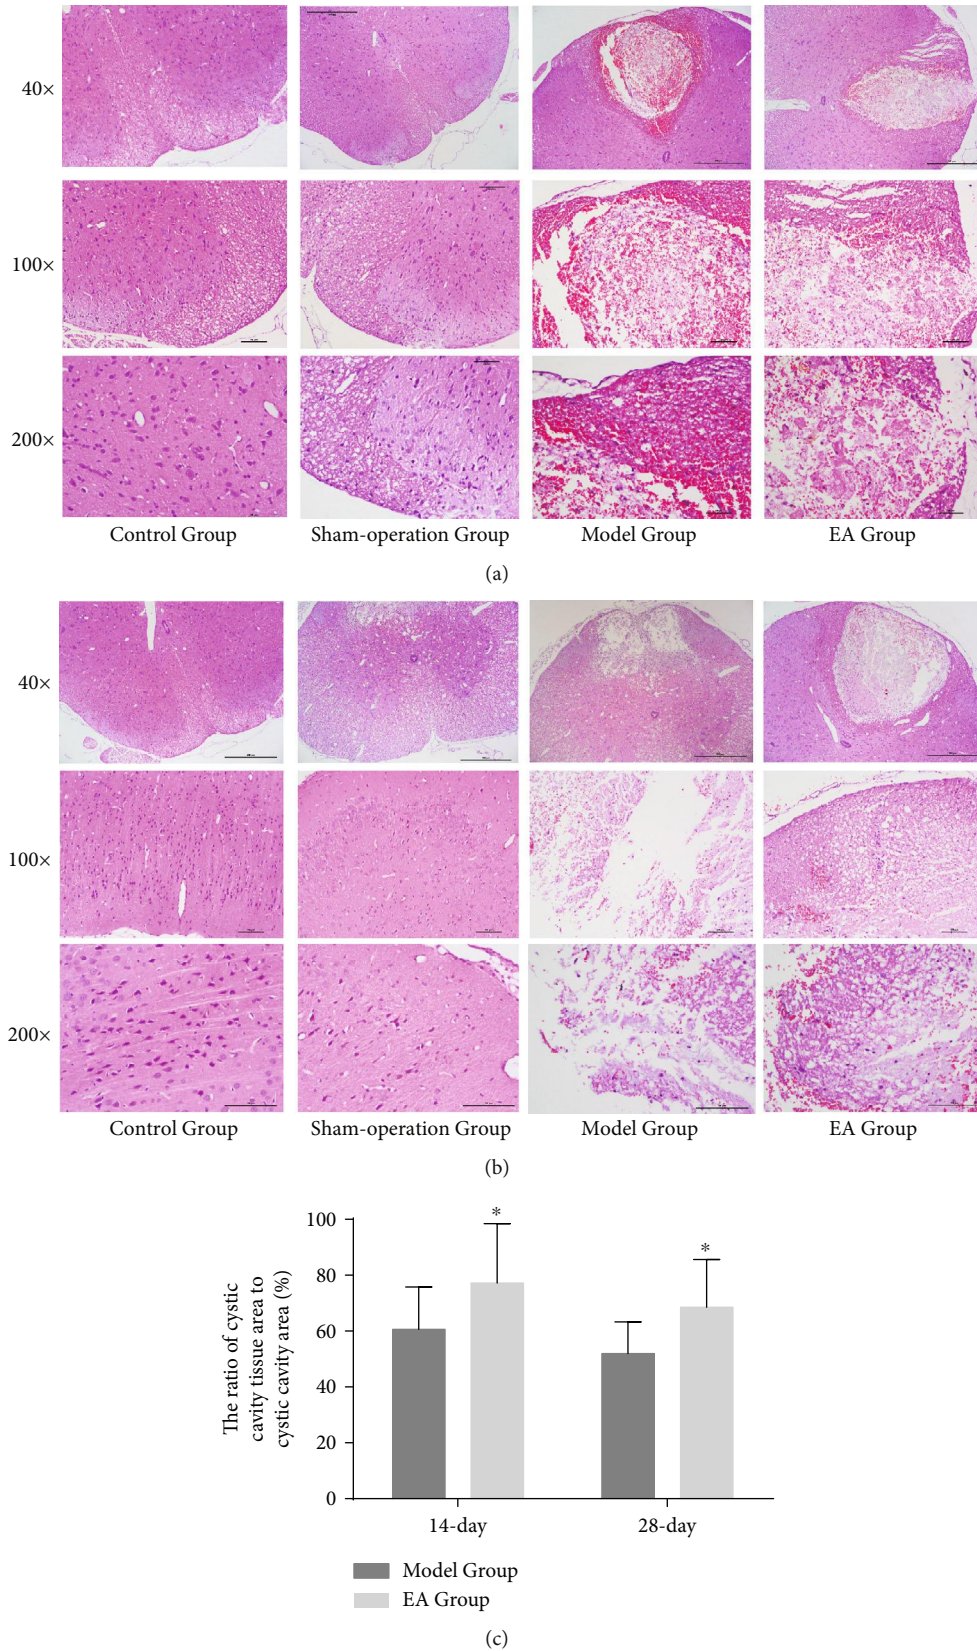 40×
100×
200×
Control Group
Sham-operation Group
Model Group
EA Group
(a)
40×
100×
200×
Control Group
Sham-operation Group
Model Group
EA Group
(b)
The ratio of cystic
cavity tissue area to
cystic cavity area (%)
100
80
60
40
20
0
*
*
14-day
28-day
Model Group
EA Group
(c)